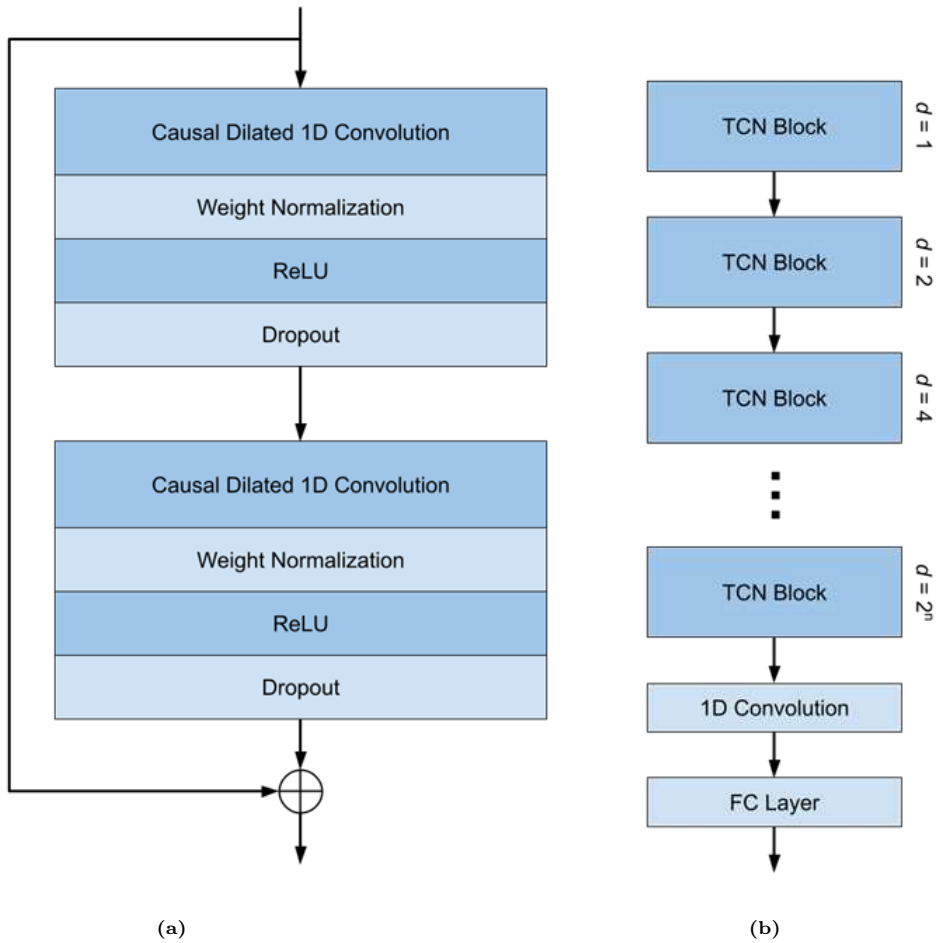 Causal Dilated 1D Convolution
Weight Normalization
ReLU
Dropout
Causal Dilated 1D Convolution
Weight Normalization
ReLU
Dropout
(a)
TCN Block
d = 1
TCN Block
d = 2
TCN Block
d = 4
TCN Block
d = 2ⁿ
1D Convolution
FC Layer
(b)